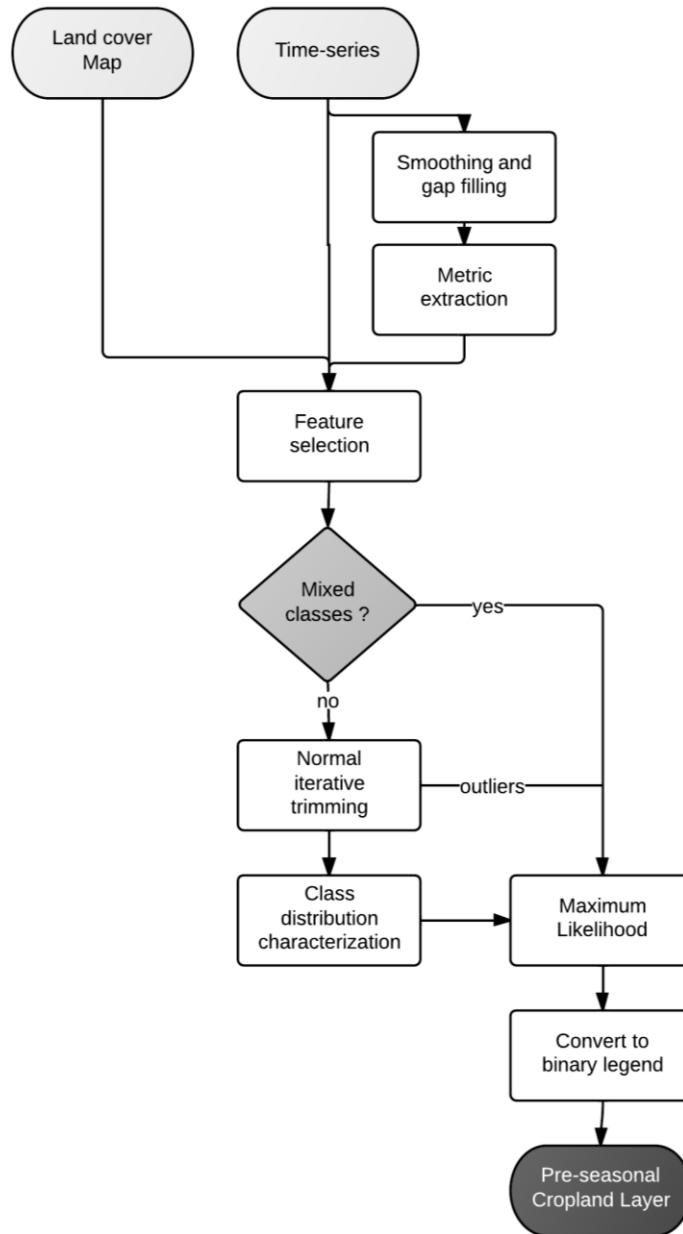 Land cover
Map
Time-series
Smoothing and
gap filling
Metric
extraction
Feature
selection
Mixed
classes ?
yes
no
Normal
iterative
trimming
outliers
Class
distribution
characterization
Maximum
Likelihood
Convert to
binary legend
Pre-seasonal
Cropland Layer